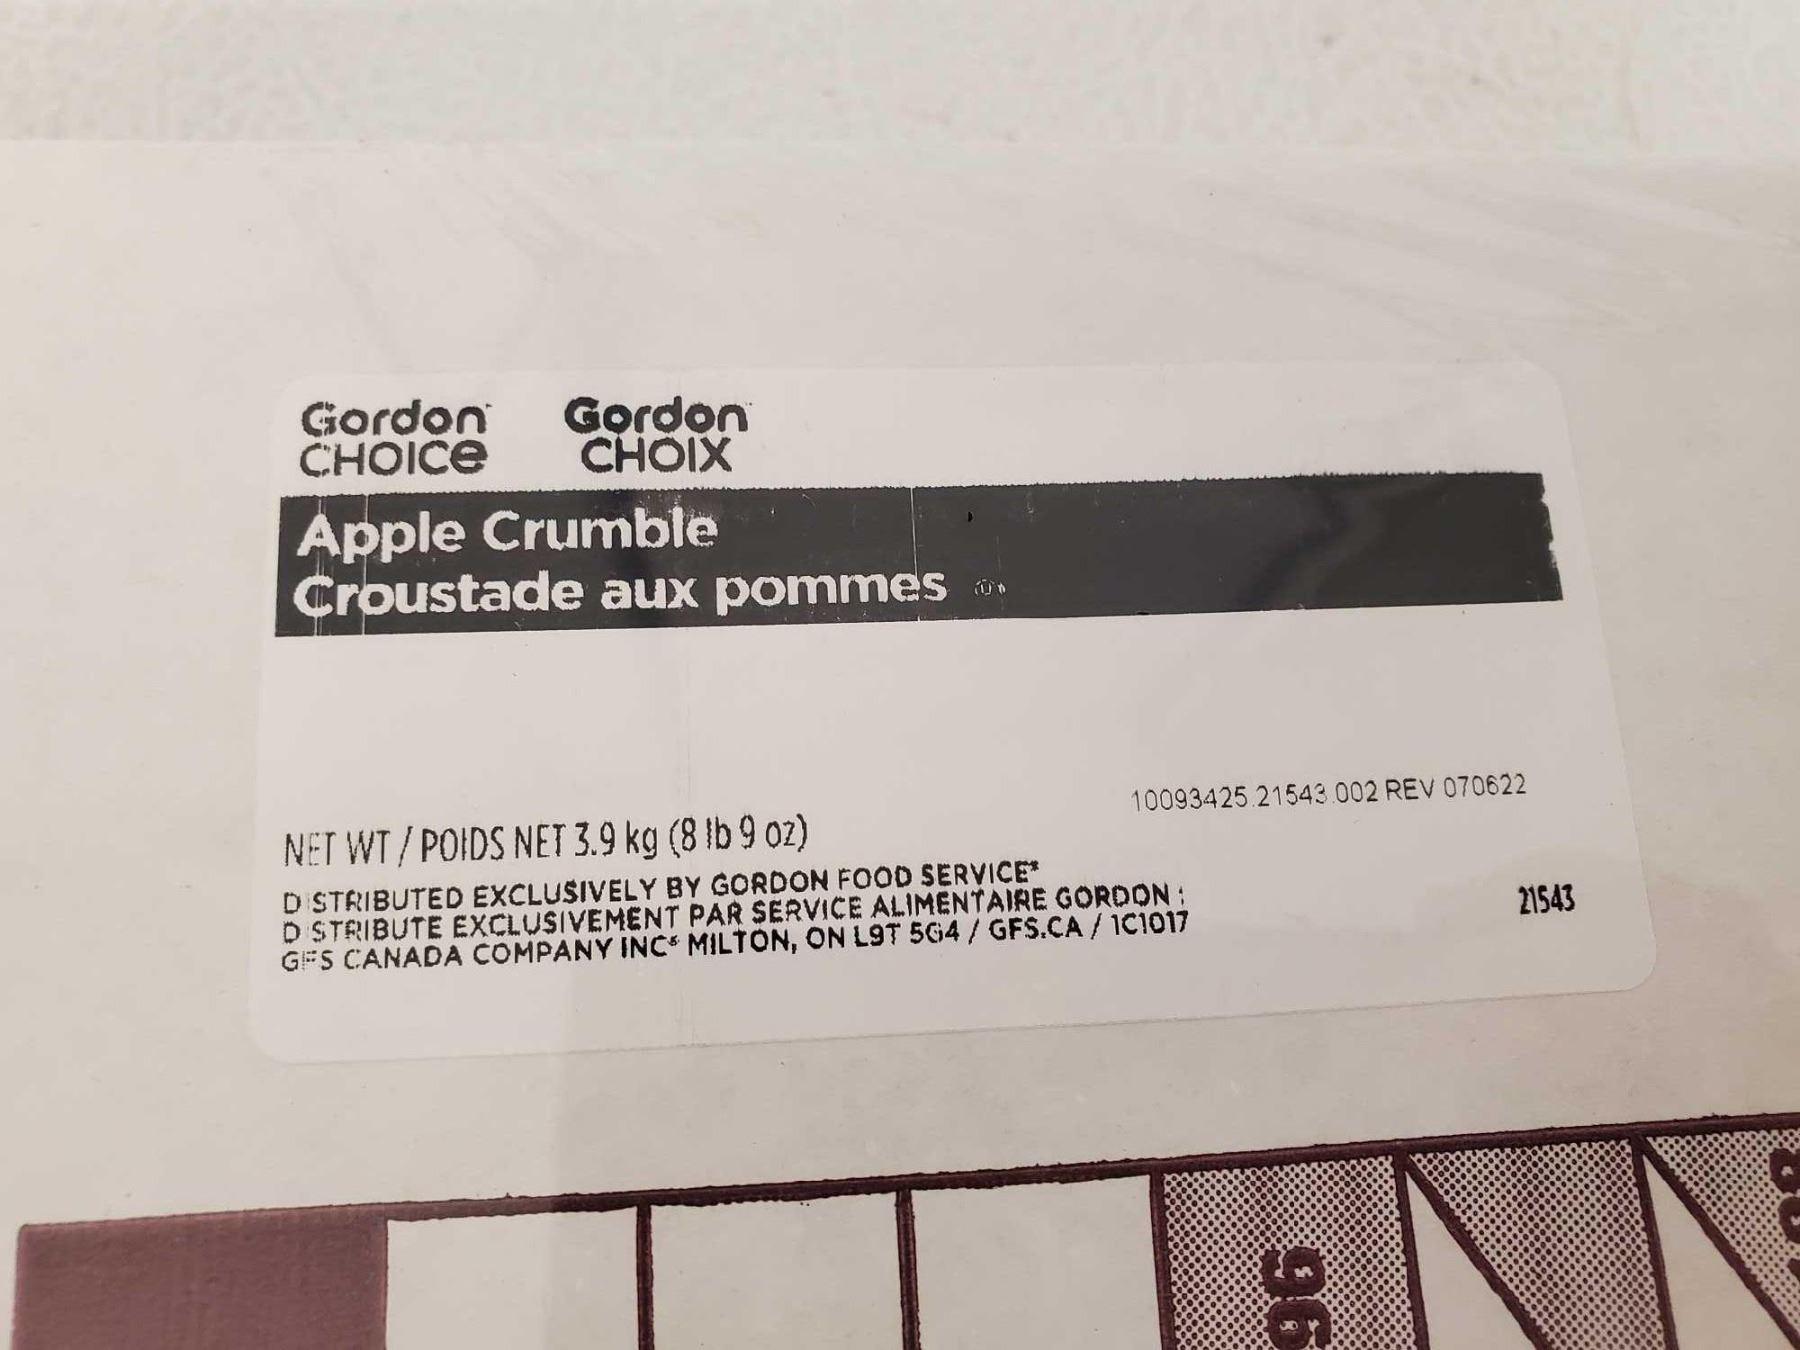 Gordon CHOICE
Gordon CHOIX
Apple Crumble
Croustade aux pommes
10093425.21543.002 REV 070622
NET WT / POIDS NET 3.9 kg (8 lb 9 oz)
DISTRIBUTED EXCLUSIVELY BY GORDON FOOD SERVICE®
DISTRIBUTE EXCLUSIVEMENT PAR SERVICE ALIMENTAIRE GORDON :
GFS CANADA COMPANY INC® MILTON, ON L9T 5G4 / GFS.CA / 1C1017
21543
96